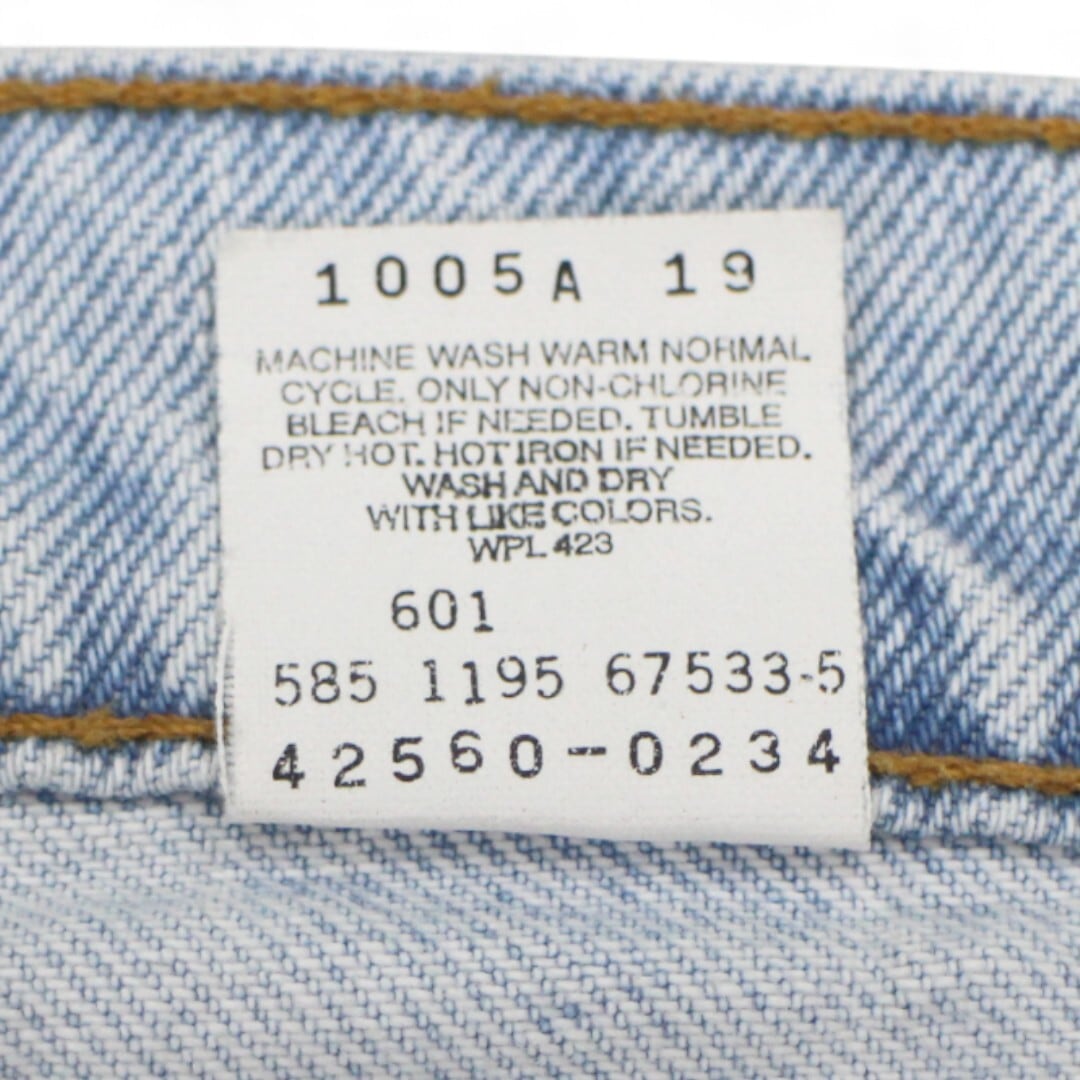 1005A 19
MACHINE WASH WARM NORMAL
CYCLE. ONLY NON-CHLORINE
BLEACH IF NEEDED. TUMBLE
DRY HOT. HOT IRON IF NEEDED.
WASH AND DRY
WITH LIKE COLORS.
WPL 423
601
585 1195 67533-5
42560-0234